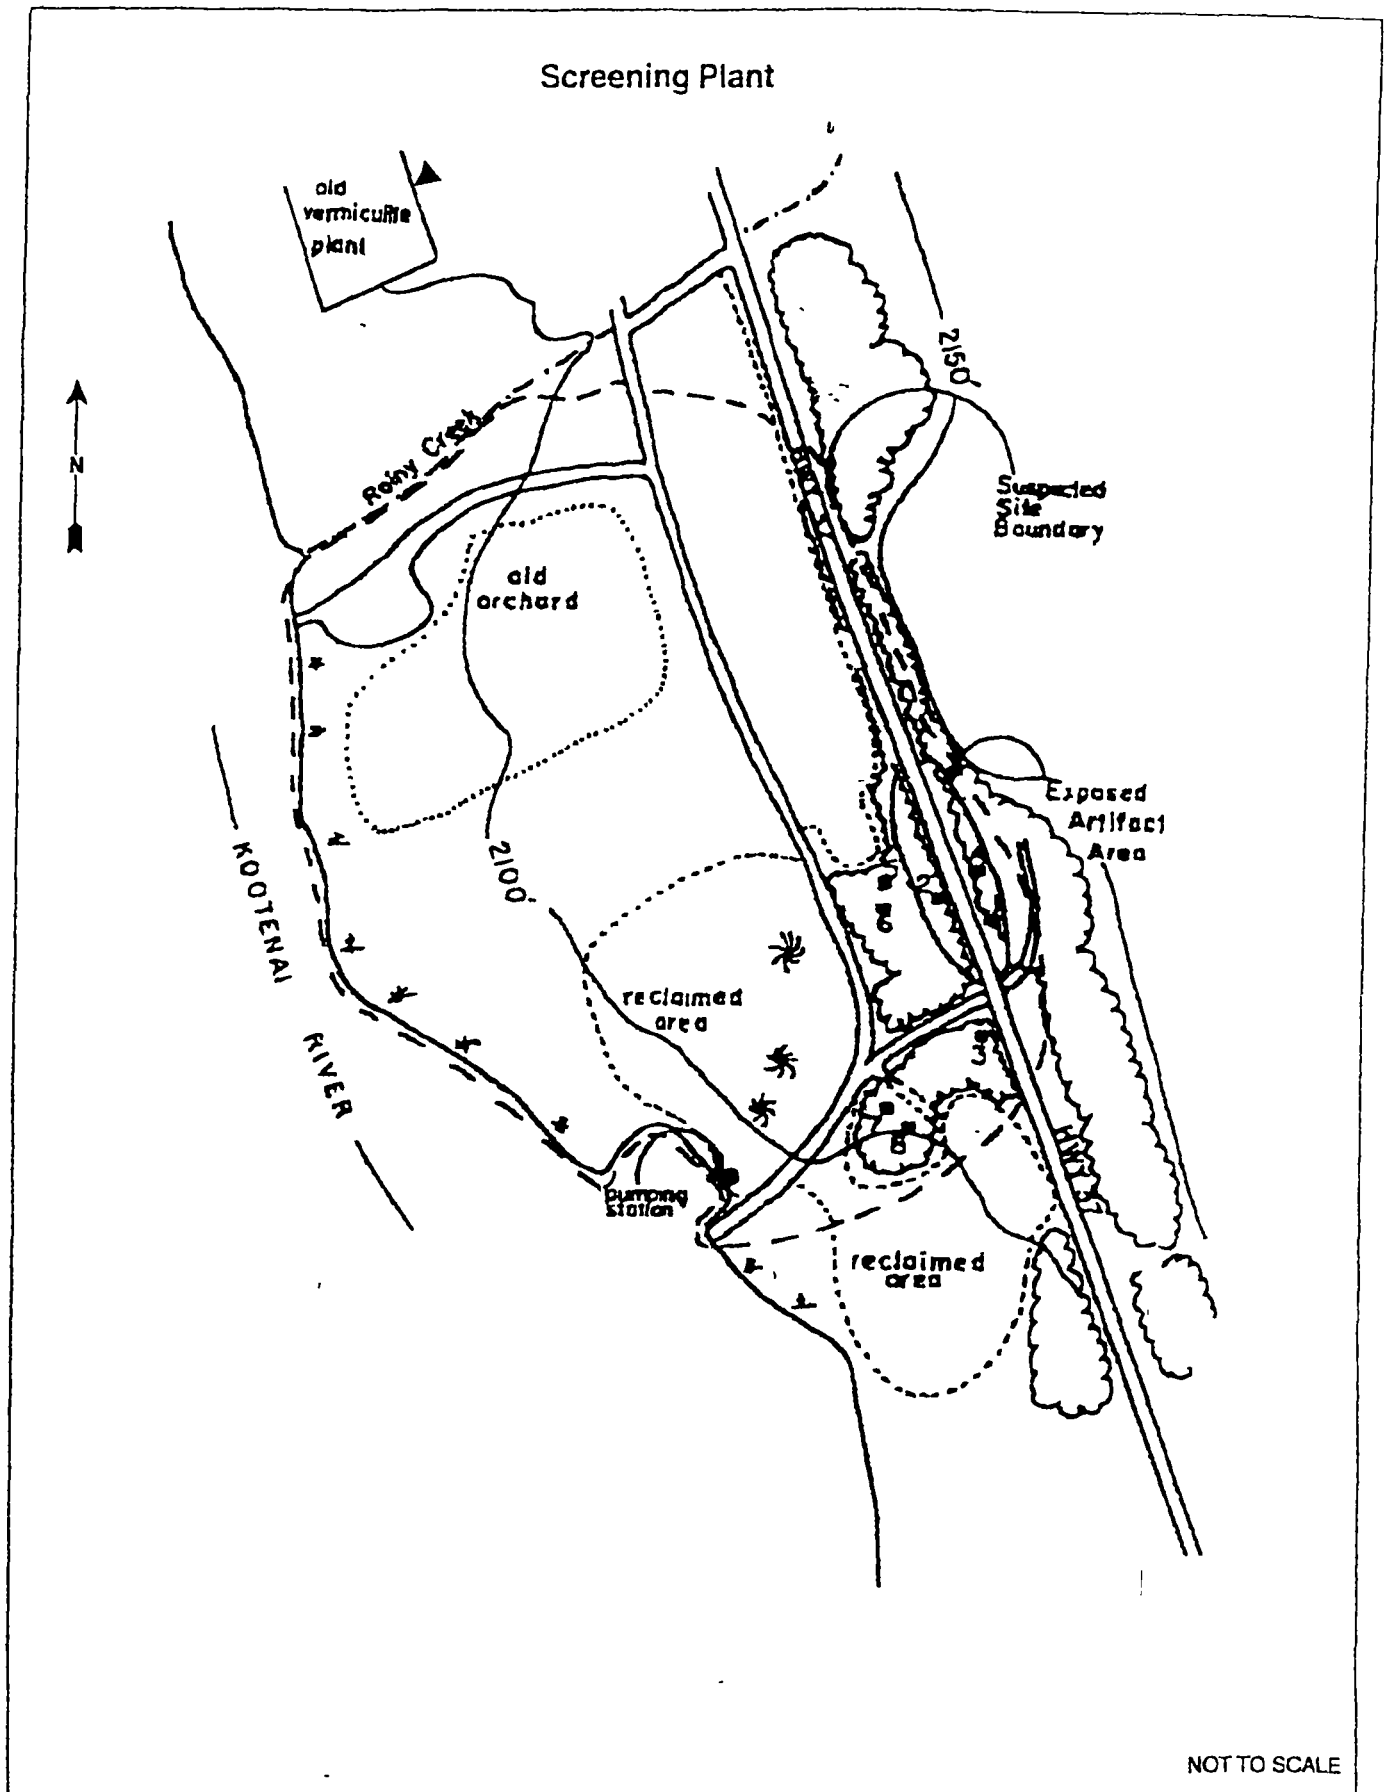 Screening Plant
old
vermiculite
plant
2150'
N
Rainy Creek
Suspected
Site
Boundary
old
orchard
Exposed
Artifact
Area
2100'
KOOTENAI
RIVER
reclaimed
area
pumping
station
reclaimed
area
NOT TO SCALE